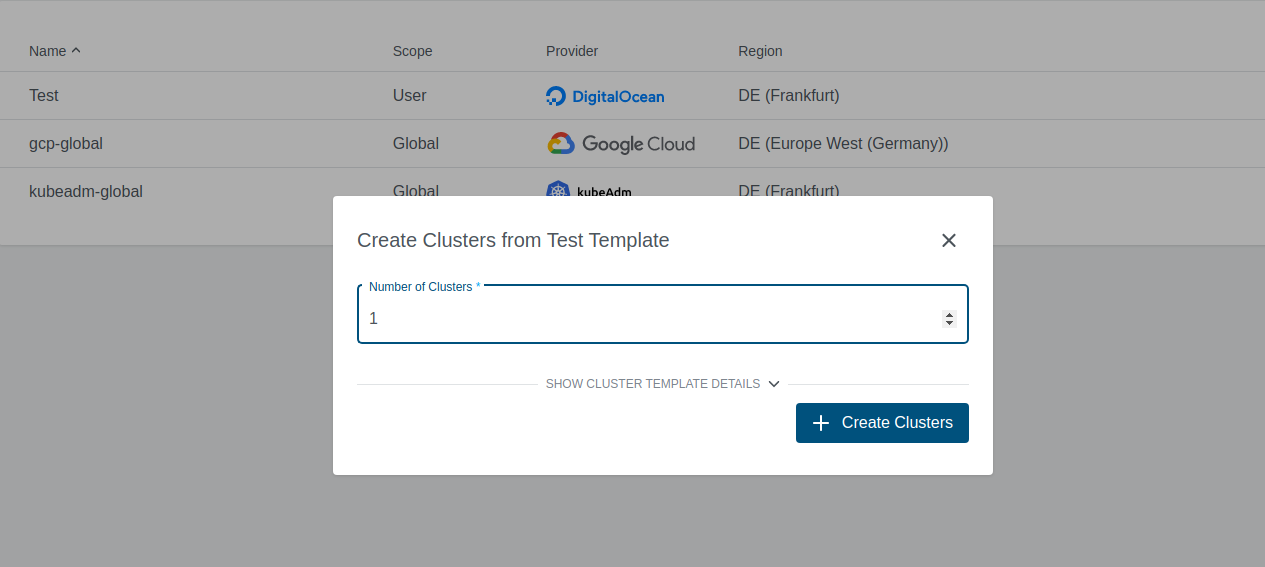 Name Scope Provider Region
Test User DigitalOcean DE (Frankfurt)
gcp-global Global Google Cloud DE (Europe West (Germany))
kubeadm-global Global kubeAdm DE (Frankfurt)
Create Clusters from Test Template
Number of Clusters *
1
SHOW CLUSTER TEMPLATE DETAILS
Create Clusters